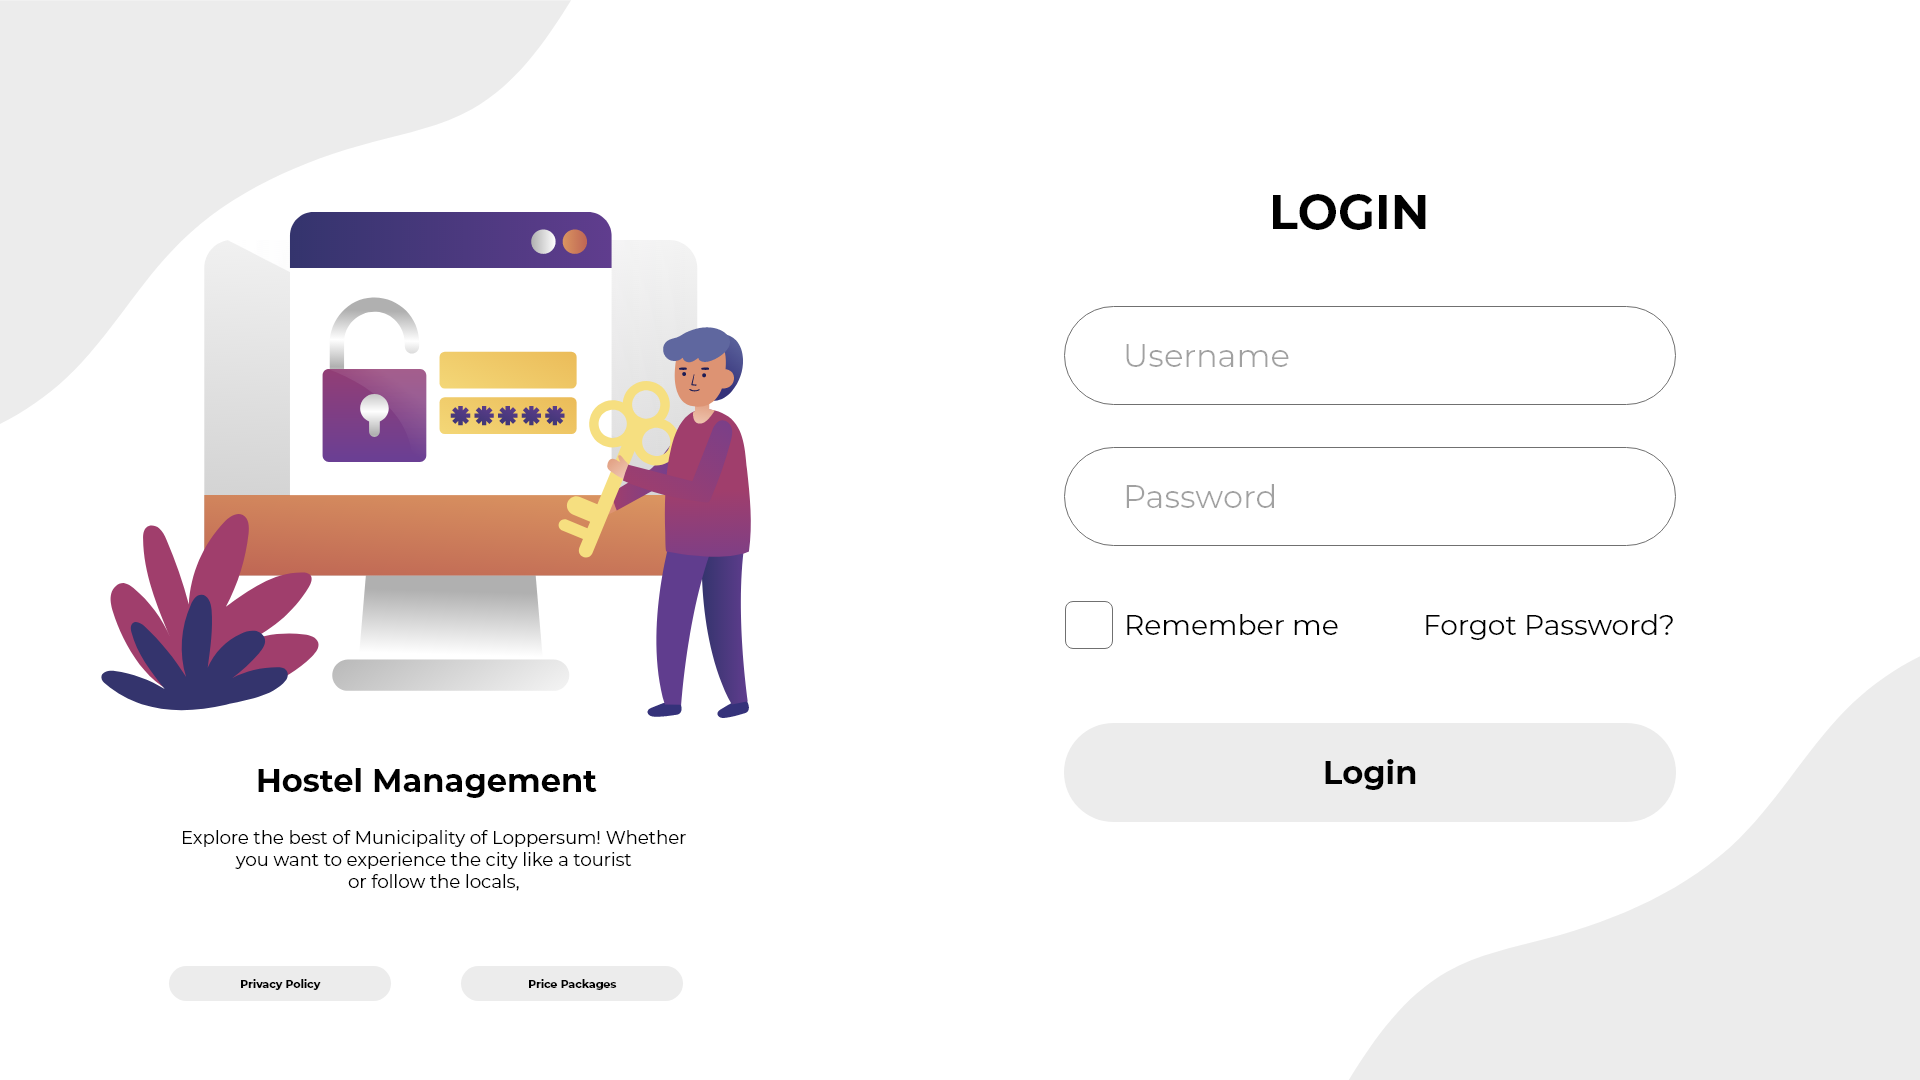 LOGIN
Username
Password
Remember me
Forgot Password?
Login
Hostel Management
Explore the best of Municipality of Loppersum! Whether
you want to experience the city like a tourist
or follow the locals,
Privacy Policy
Price Packages